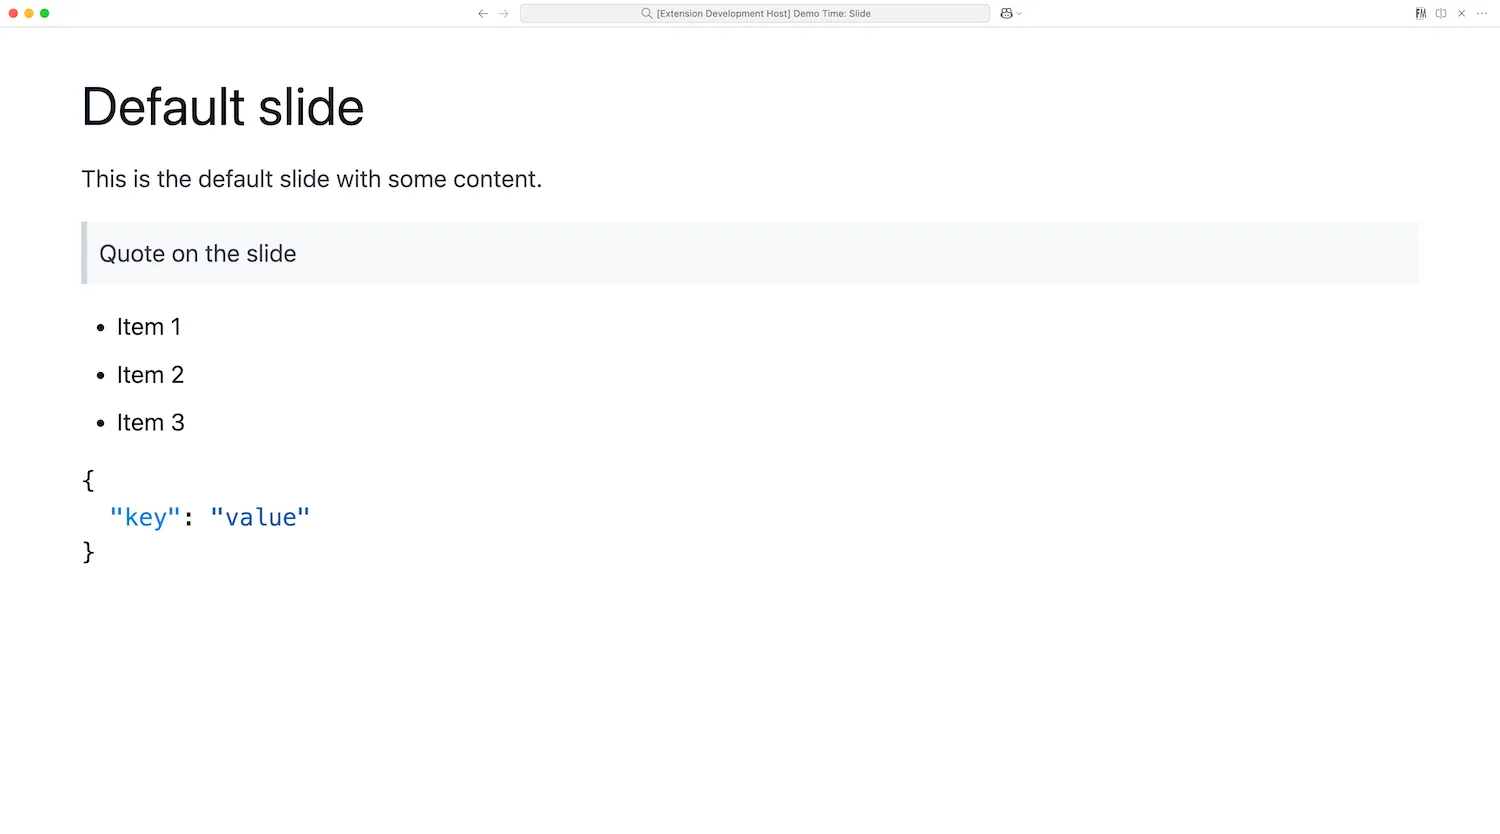 [Extension Development Host] Demo Time: Slide
FM
Default slide
This is the default slide with some content.
Quote on the slide
• Item 1
• Item 2
• Item 3
{
"key": "value"
}